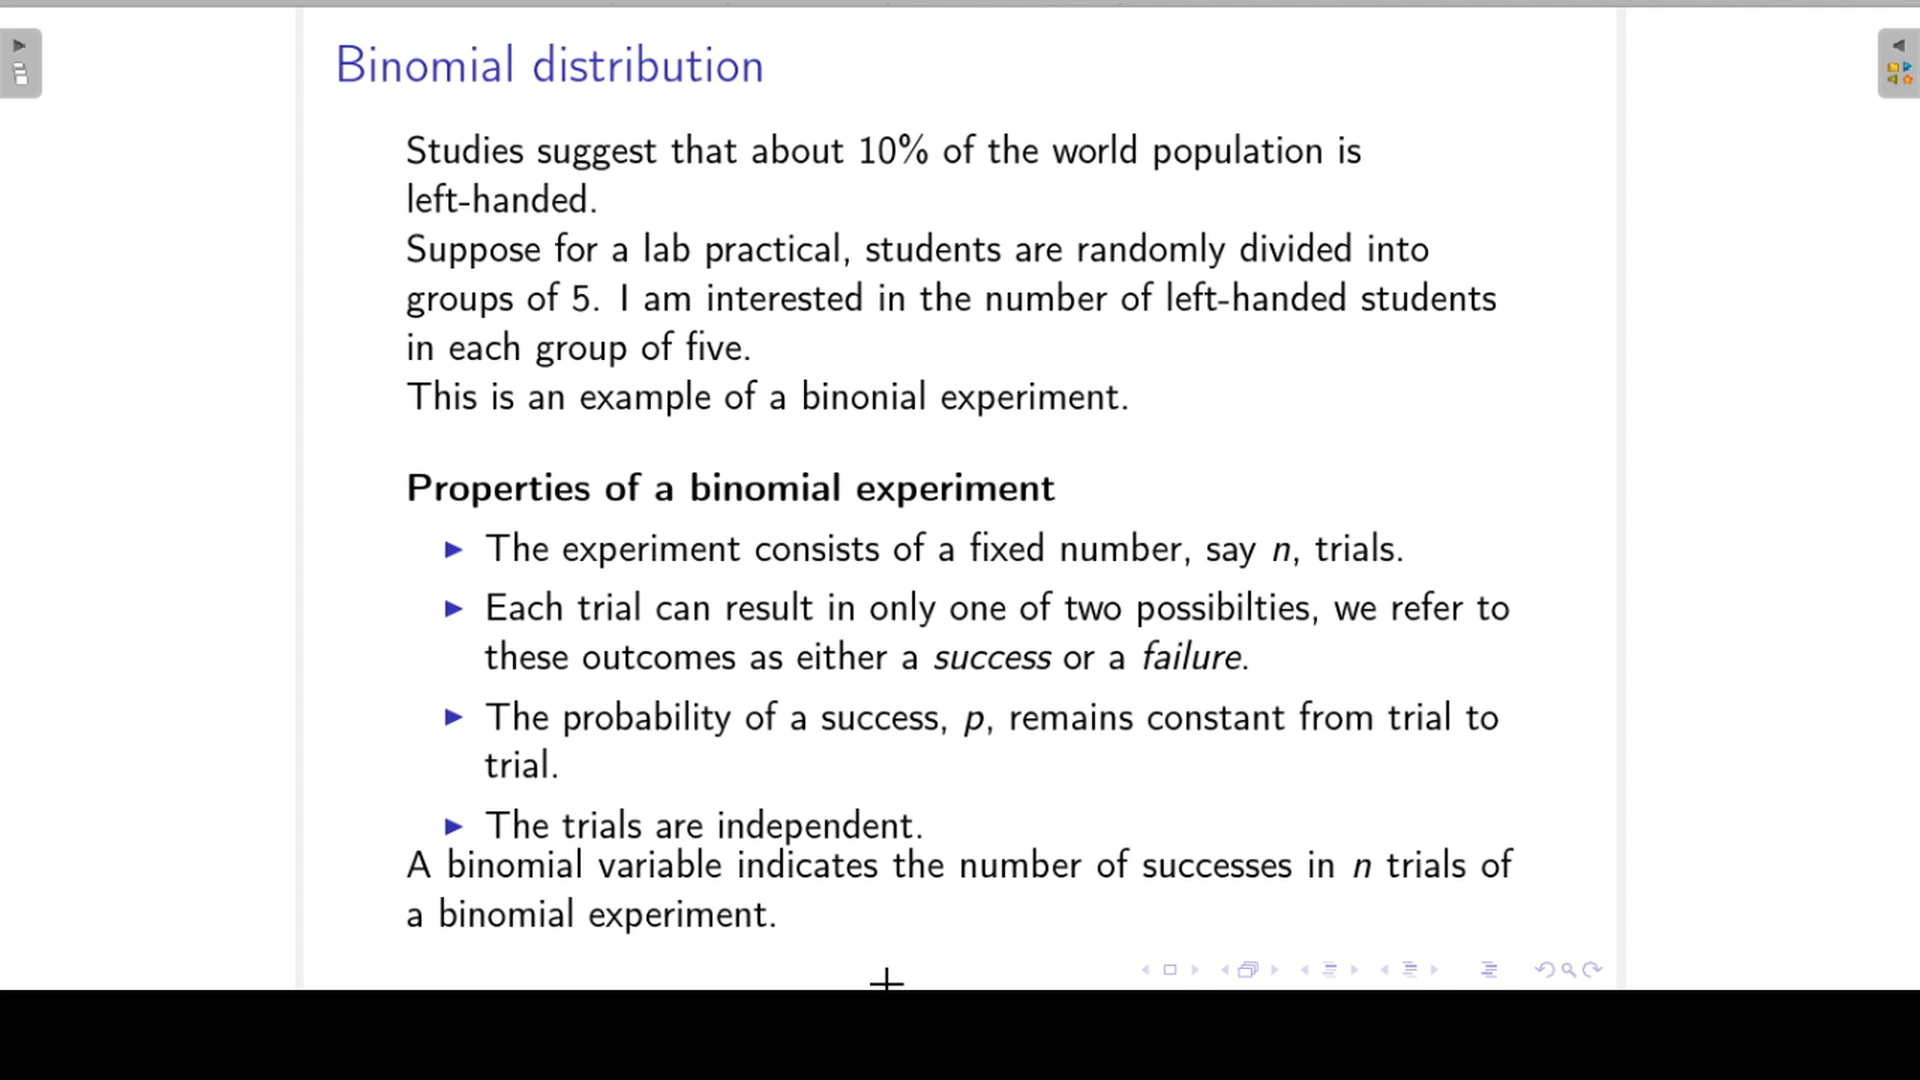 Binomial distribution
Studies suggest that about 10% of the world population is
left-handed.
Suppose for a lab practical, students are randomly divided into
groups of 5. I am interested in the number of left-handed students
in each group of five.
This is an example of a binonial experiment.
Properties of a binomial experiment
▶ The experiment consists of a fixed number, say n, trials.
▶ Each trial can result in only one of two possibilties, we refer to
these outcomes as either a success or a failure.
▶ The probability of a success, p, remains constant from trial to
trial.
▶ The trials are independent.
A binomial variable indicates the number of successes in n trials of
a binomial experiment.